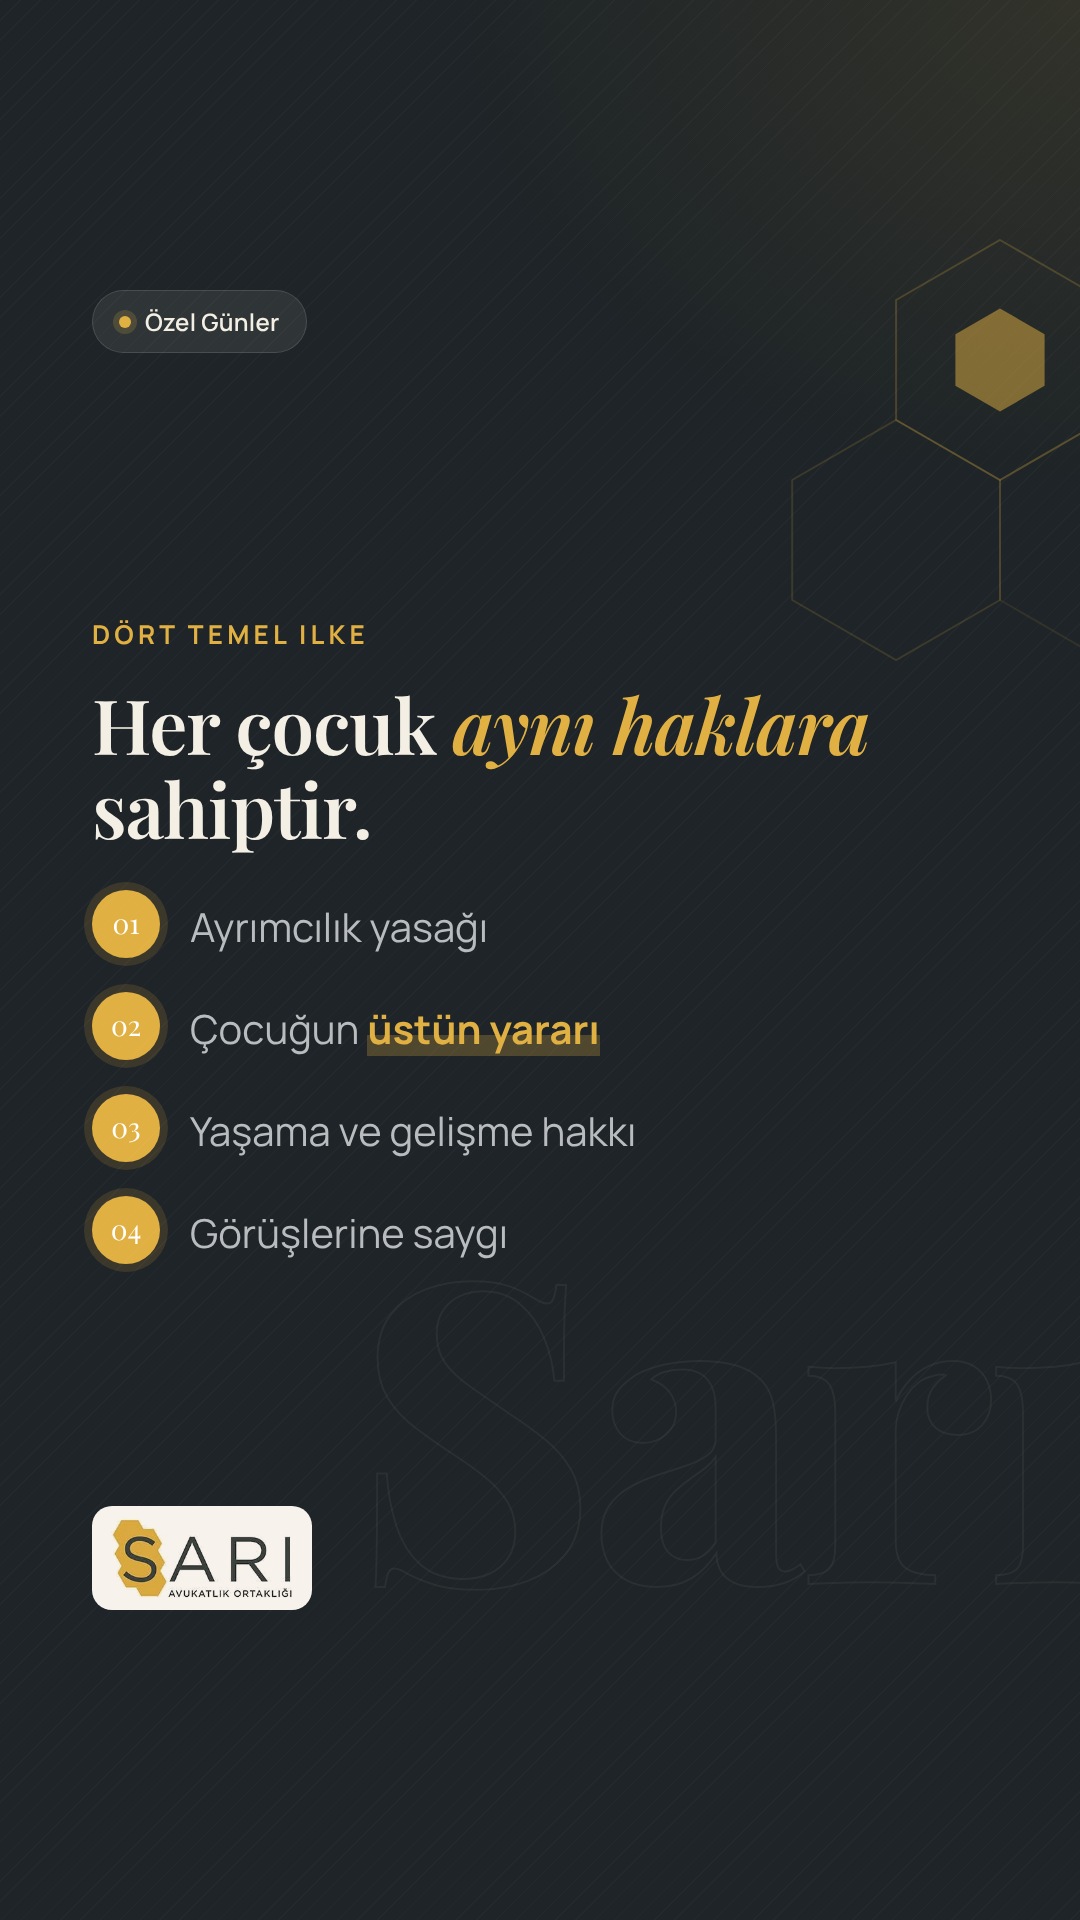 Özel Günler
DÖRT TEMEL ILKE
Her çocuk aynı haklara
sahiptir.
01 Ayrımcılık yasağı
02 Çocuğun üstün yararı
03 Yaşama ve gelişme hakkı
04 Görüşlerine saygı
Sarı
SARI
AVUKATLIK ORTAKLIĞI